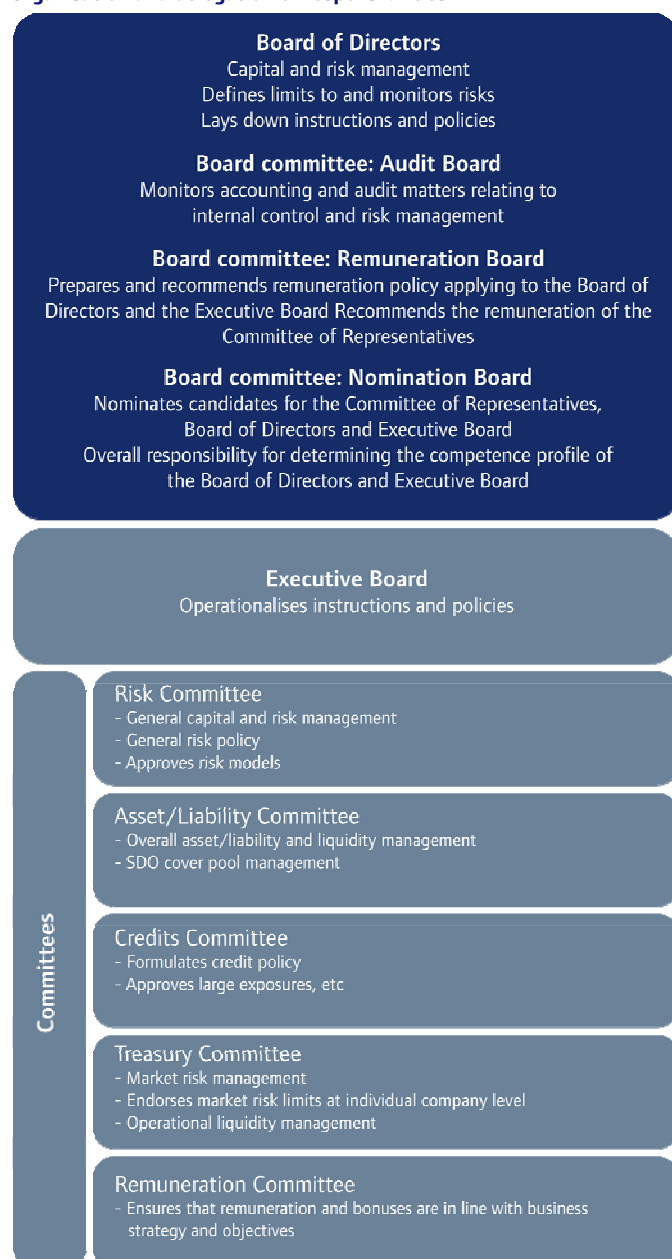 Board of Directors
Capital and risk management
Defines limits to and monitors risks
Lays down instructions and policies
Board committee: Audit Board
Monitors accounting and audit matters relating to
internal control and risk management
Board committee: Remuneration Board
Prepares and recommends remuneration policy applying to the Board of
Directors and the Executive Board Recommends the remuneration of the
Committee of Representatives
Board committee: Nomination Board
Nominates candidates for the Committee of Representatives,
Board of Directors and Executive Board
Overall responsibility for determining the competence profile of
the Board of Directors and Executive Board
Executive Board
Operationalises instructions and policies
Committees
Risk Committee
- General capital and risk management
- General risk policy
- Approves risk models
Asset/Liability Committee
- Overall asset/liability and liquidity management
- SDO cover pool management
Credits Committee
- Formulates credit policy
- Approves large exposures, etc
Treasury Committee
- Market risk management
- Endorses market risk limits at individual company level
- Operational liquidity management
Remuneration Committee
- Ensures that remuneration and bonuses are in line with business
strategy and objectives